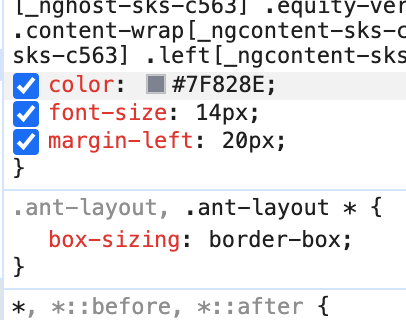 [_nghost-sks-c563] .equity-ver
.content-wrap[_ngcontent-sks-c
sks-c563] .left[_ngcontent-sks
color: #7F828E;
font-size: 14px;
margin-left: 20px;
}
.ant-layout, .ant-layout * {
box-sizing: border-box;
}
*, *::before, *::after {